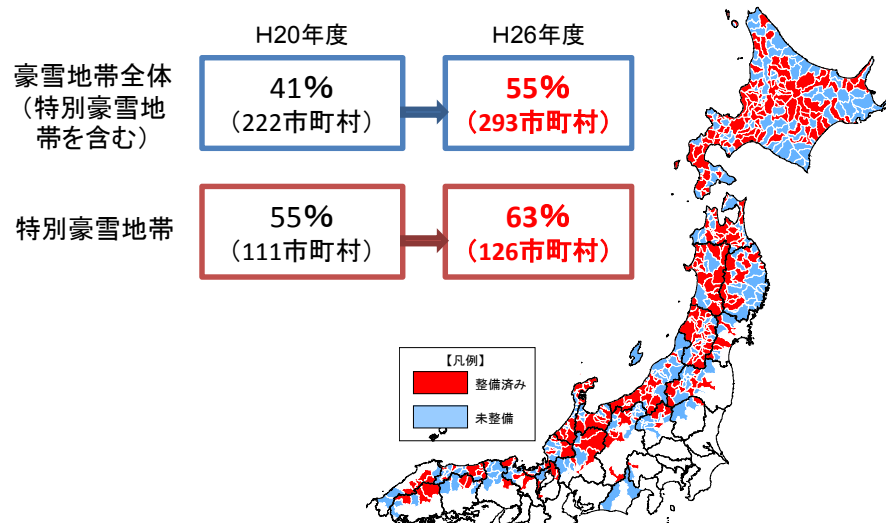 H20年度
H26年度
豪雪地帯全体
（特別豪雪地
帯を含む）
41%
（222市町村）
55%
（293市町村）
特別豪雪地帯
55%
（111市町村）
63%
（126市町村）
【凡例】
整備済み
未整備